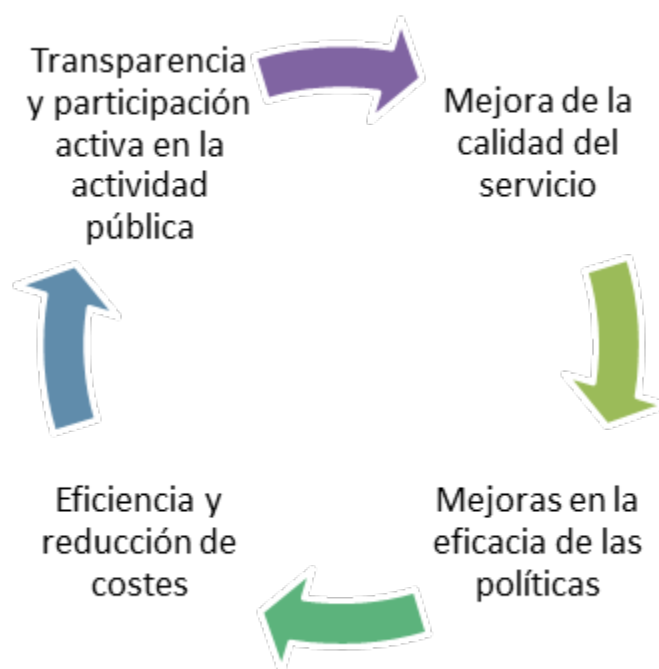 Transparencia
y participación
activa en la
actividad
pública
Mejora de la
calidad del
servicio
Mejoras en la
eficacia de las
políticas
Eficiencia y
reducción de
costes